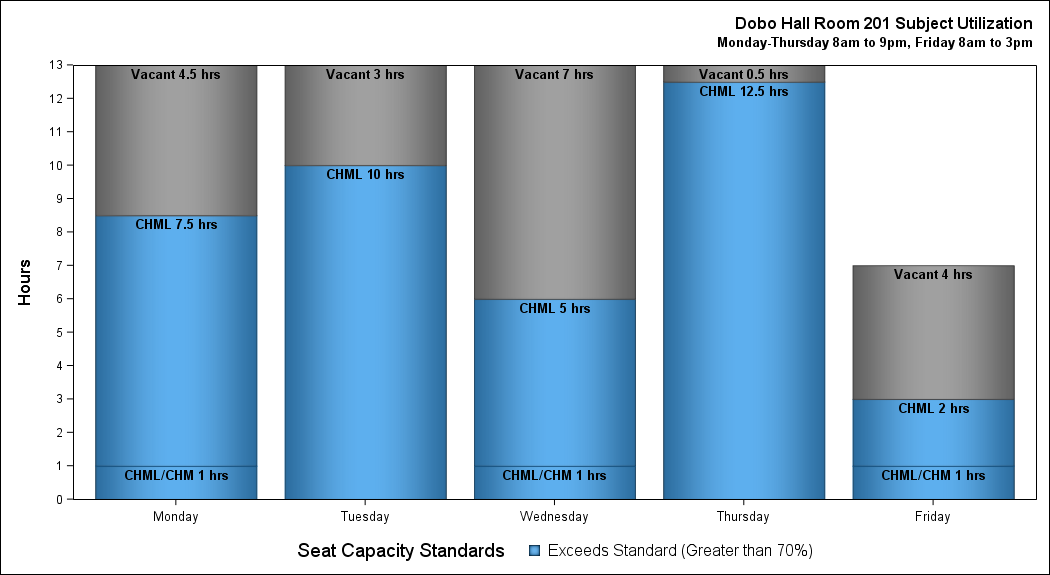 Dobo Hall Room 201 Subject Utilization
Monday-Thursday 8am to 9pm, Friday 8am to 3pm
Hours
13
12
11
10
9
8
7
6
5
4
3
2
1
0
Vacant 4.5 hrs
CHML 7.5 hrs
CHML/CHM 1 hrs
Vacant 3 hrs
CHML 10 hrs
Vacant 7 hrs
CHML 5 hrs
CHML/CHM 1 hrs
Vacant 0.5 hrs
CHML 12.5 hrs
Vacant 4 hrs
CHML 2 hrs
CHML/CHM 1 hrs
Monday Tuesday Wednesday Thursday Friday
Seat Capacity Standards Exceeds Standard (Greater than 70%)